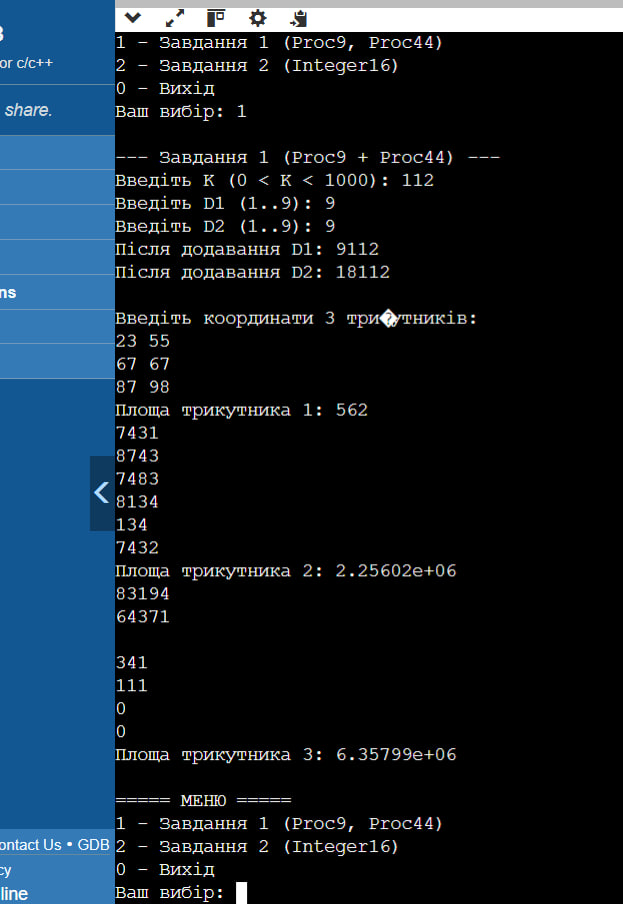 3
or c/c++
share.
ns
ontact Us • GDB
cy
line
1 - Завдання 1 (Proc9, Proc44)
2 - Завдання 2 (Integer16)
0 - Вихід
Ваш вибір: 1
--- Завдання 1 (Proc9 + Proc44) ---
Введіть K (0 < K < 1000): 112
Введіть D1 (1..9): 9
Введіть D2 (1..9): 9
Після додавання D1: 9112
Після додавання D2: 18112
Введіть координати 3 три�утників:
23 55
67 67
87 98
Площа трикутника 1: 562
7431
8743
7483
8134
134
7432
Площа трикутника 2: 2.25602e+06
83194
64371
341
111
0
0
Площа трикутника 3: 6.35799e+06
===== МЕНЮ =====
1 - Завдання 1 (Proc9, Proc44)
2 - Завдання 2 (Integer16)
0 - Вихід
Ваш вибір: